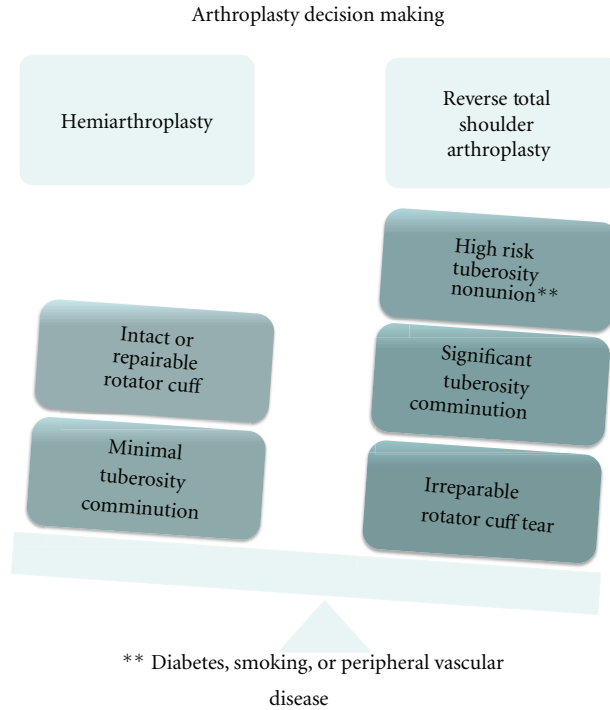 Arthroplasty decision making
Hemiarthroplasty
Reverse total
shoulder
arthroplasty
High risk
tuberosity
nonunion**
Intact or
repairable
rotator cuff
Significant
tuberosity
comminution
Minimal
tuberosity
comminution
Irreparable
rotator cuff tear
** Diabetes, smoking, or peripheral vascular
disease